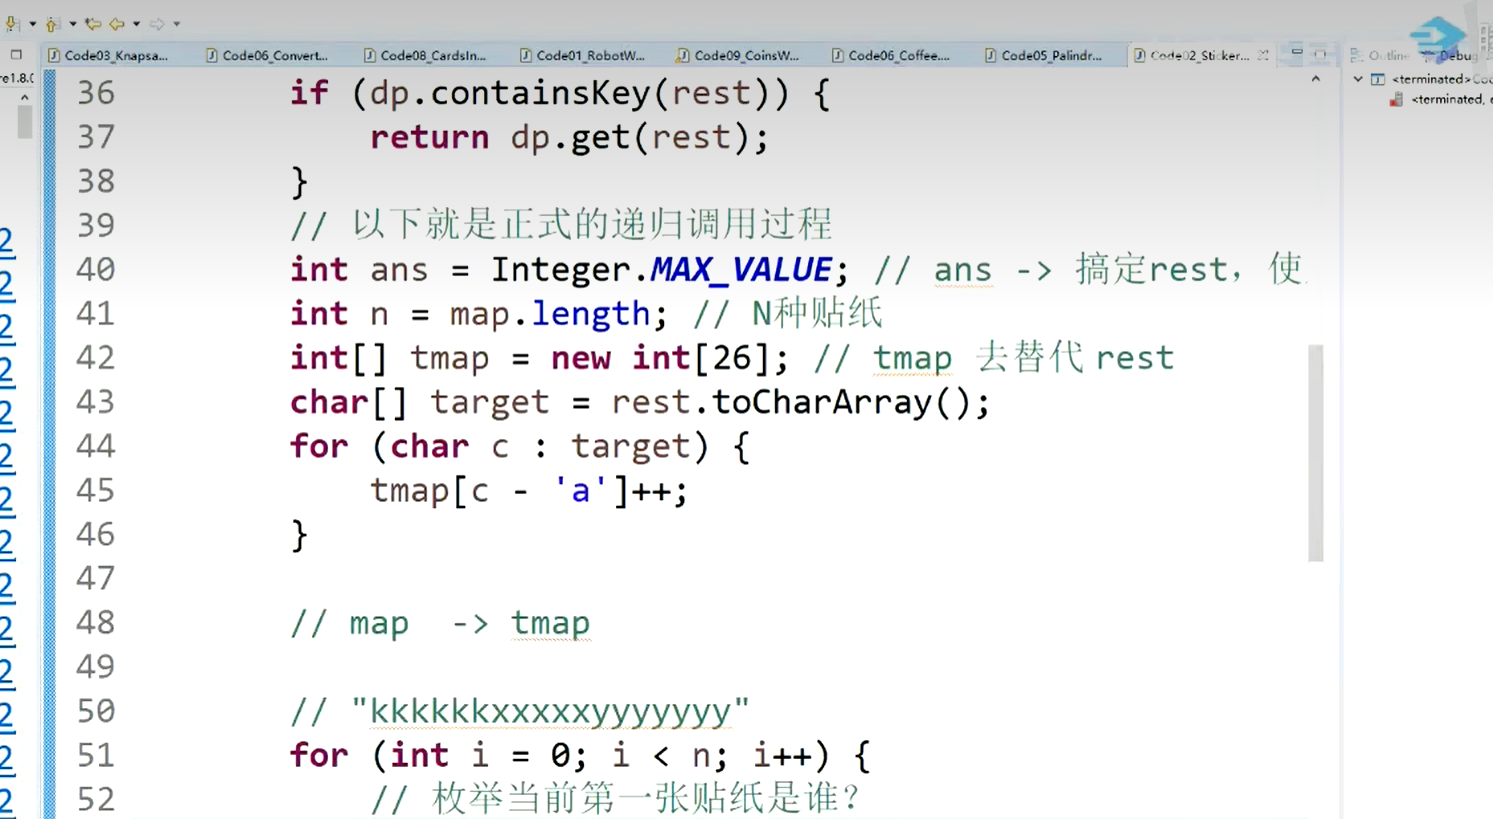 Code03_Knapsa... Code06_Convert... Code08_CardsIn... Code01_RobotW... Code09_CoinsW... Code06_Coffee.... Code05_Palindr... Code02_Sticker... Outline Debug
re1.8.0
<terminated>
<terminated,
36 if (dp.containsKey(rest)) {
37 return dp.get(rest);
38 }
39 // 以下就是正式的递归调用过程
40 int ans = Integer.MAX_VALUE; // ans -> 搞定rest，使
41 int n = map.length; // N种贴纸
42 int[] tmap = new int[26]; // tmap 去替代 rest
43 char[] target = rest.toCharArray();
44 for (char c : target) {
45 tmap[c - 'a']++;
46 }
47
48 // map -> tmap
49
50 // "kkkkkkxxxxxyyyyyyy"
51 for (int i = 0; i < n; i++) {
52 // 枚举当前第一张贴纸是谁？
2
2
2
2
2
2
2
2
2
2
2
2
2
2